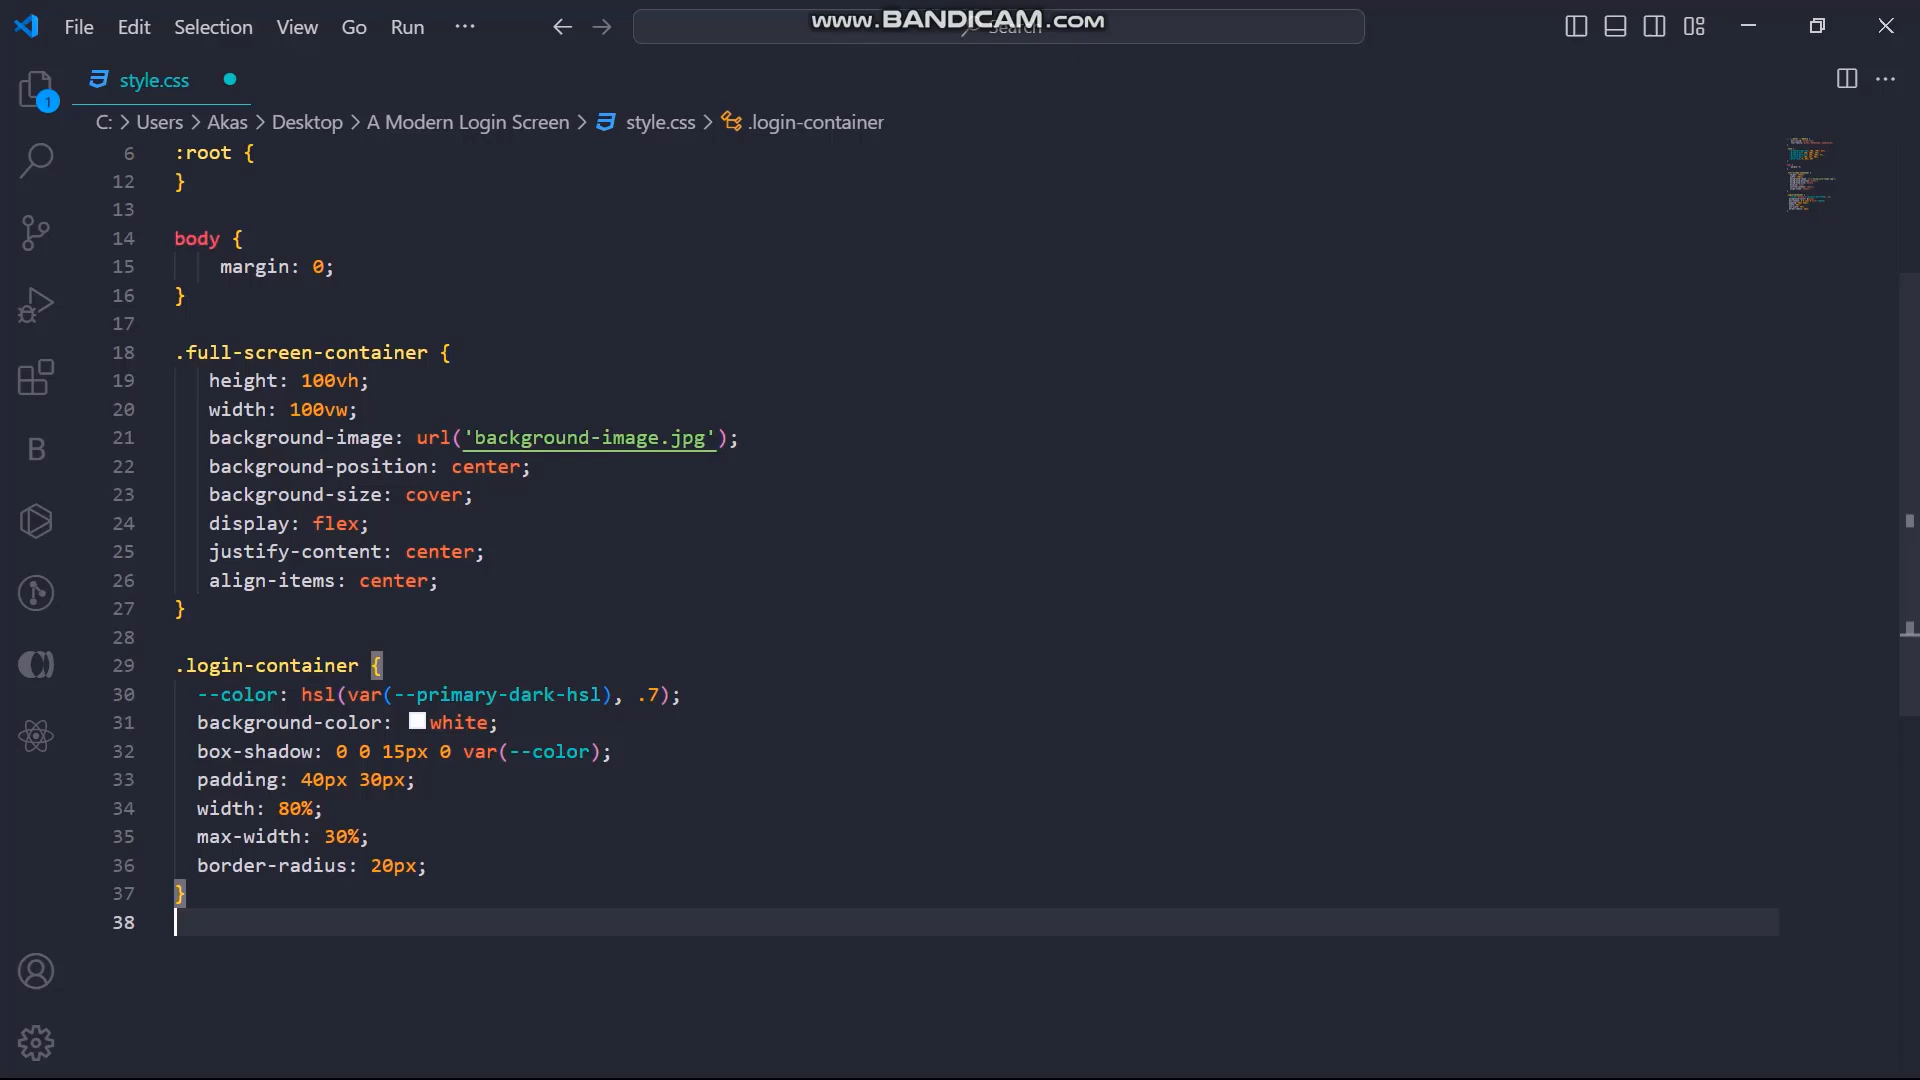 File Edit Selection View Go Run ···
www.BANDICAM.com
Search
style.css
1
C: > Users > Akas > Desktop > A Modern Login Screen > style.css > .login-container
6 :root {
12 }
13
14 body {
15 margin: 0;
16 }
17
18 .full-screen-container {
19 height: 100vh;
20 width: 100vw;
21 background-image: url('background-image.jpg');
22 background-position: center;
23 background-size: cover;
24 display: flex;
25 justify-content: center;
26 align-items: center;
27 }
28
29 .login-container {
30 --color: hsl(var(--primary-dark-hsl), .7);
31 background-color: white;
32 box-shadow: 0 0 15px 0 var(--color);
33 padding: 40px 30px;
34 width: 80%;
35 max-width: 30%;
36 border-radius: 20px;
37 }
38
B